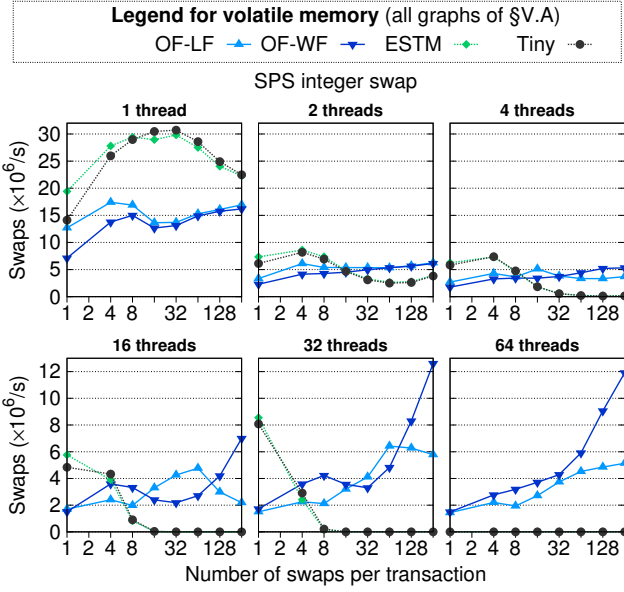 Legend for volatile memory (all graphs of §V.A)
OF-LF OF-WF ESTM Tiny
SPS integer swap
1 thread 2 threads 4 threads
Swaps (×10⁶/s)
30
25
20
15
10
5
0
1 2 4 8 32 128 1 2 4 8 32 128 1 2 4 8 32 128
16 threads 32 threads 64 threads
Swaps (×10⁶/s)
12
10
8
6
4
2
0
1 2 4 8 32 128 1 2 4 8 32 128 1 2 4 8 32 128
Number of swaps per transaction